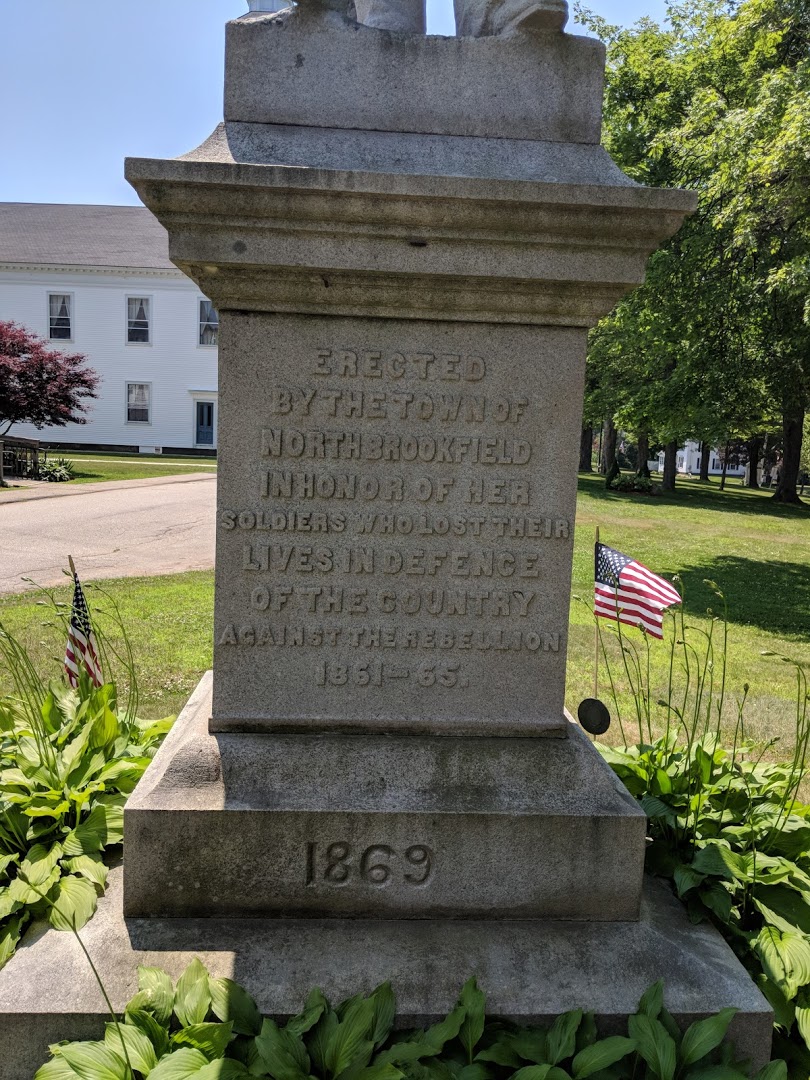 ERECTED
BY THE TOWN OF
NORTH BROOKFIELD
IN HONOR OF HER
SOLDIERS WHO LOST THEIR
LIVES IN DEFENCE
OF THE COUNTRY
AGAINST THE REBELLION
1861-65.
1869